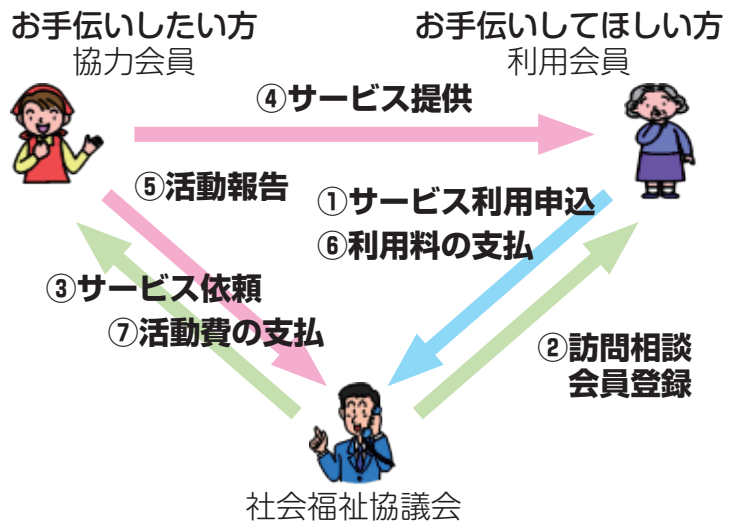 お手伝いしたい方
協力会員
お手伝いしてほしい方
利用会員
④サービス提供
⑤活動報告
①サービス利用申込
⑥利用料の支払
③サービス依頼
⑦活動費の支払
②訪問相談
会員登録
社会福祉協議会